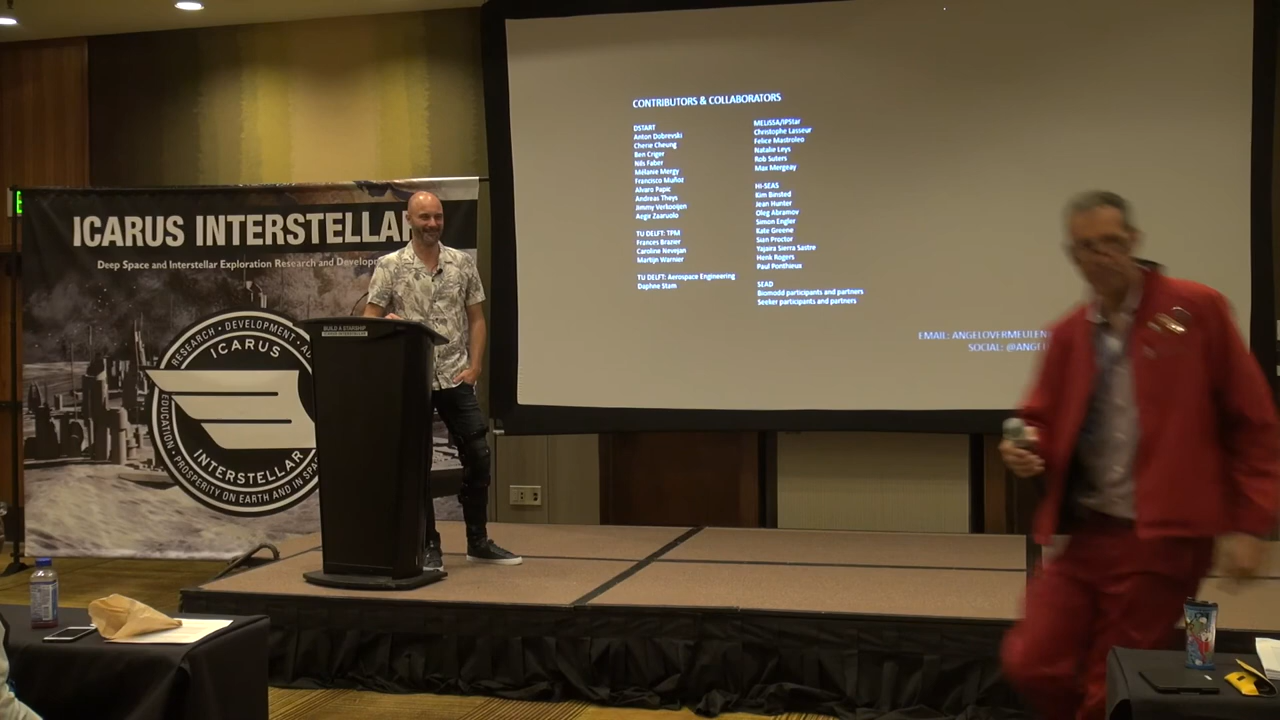 ICARUS INTERSTELLAR
Deep Space and Interstellar Exploration Research and Develop
RESEARCH • DEVELOPMENT •
ICARUS
INTERSTELLAR
EDUCATION • PROSPERITY ON EARTH AND IN SPA
BUILD A STARSHIP
CONTRIBUTORS & COLLABORATORS
DSTART
Anton Dobrevski
Cherie Cheung
Ben Criger
Nils Faber
Mélanie Mergy
Francisco Muñoz
Alvaro Papic
Andreas Theys
Jimmy Verkooijen
Aegir Zaaruolo
TU DELFT: TPM
Frances Brazier
Caroline Nevejan
Martijn Warnier
TU DELFT: Aerospace Engineering
Daphne Stam
MELiSSA/IPStar
Christophe Lasseur
Felice Mastroleo
Natalie Leys
Rob Suters
Max Mergeay
HI-SEAS
Kim Binsted
Jean Hunter
Oleg Abramov
Simon Engler
Kate Greene
Sian Proctor
Yajaira Sierra Sastre
Henk Rogers
Paul Ponthieux
SEAD
Biomodd participants and partners
Seeker participants and partners
EMAIL: ANGELOVERMEULEN
SOCIAL: @ANGEL